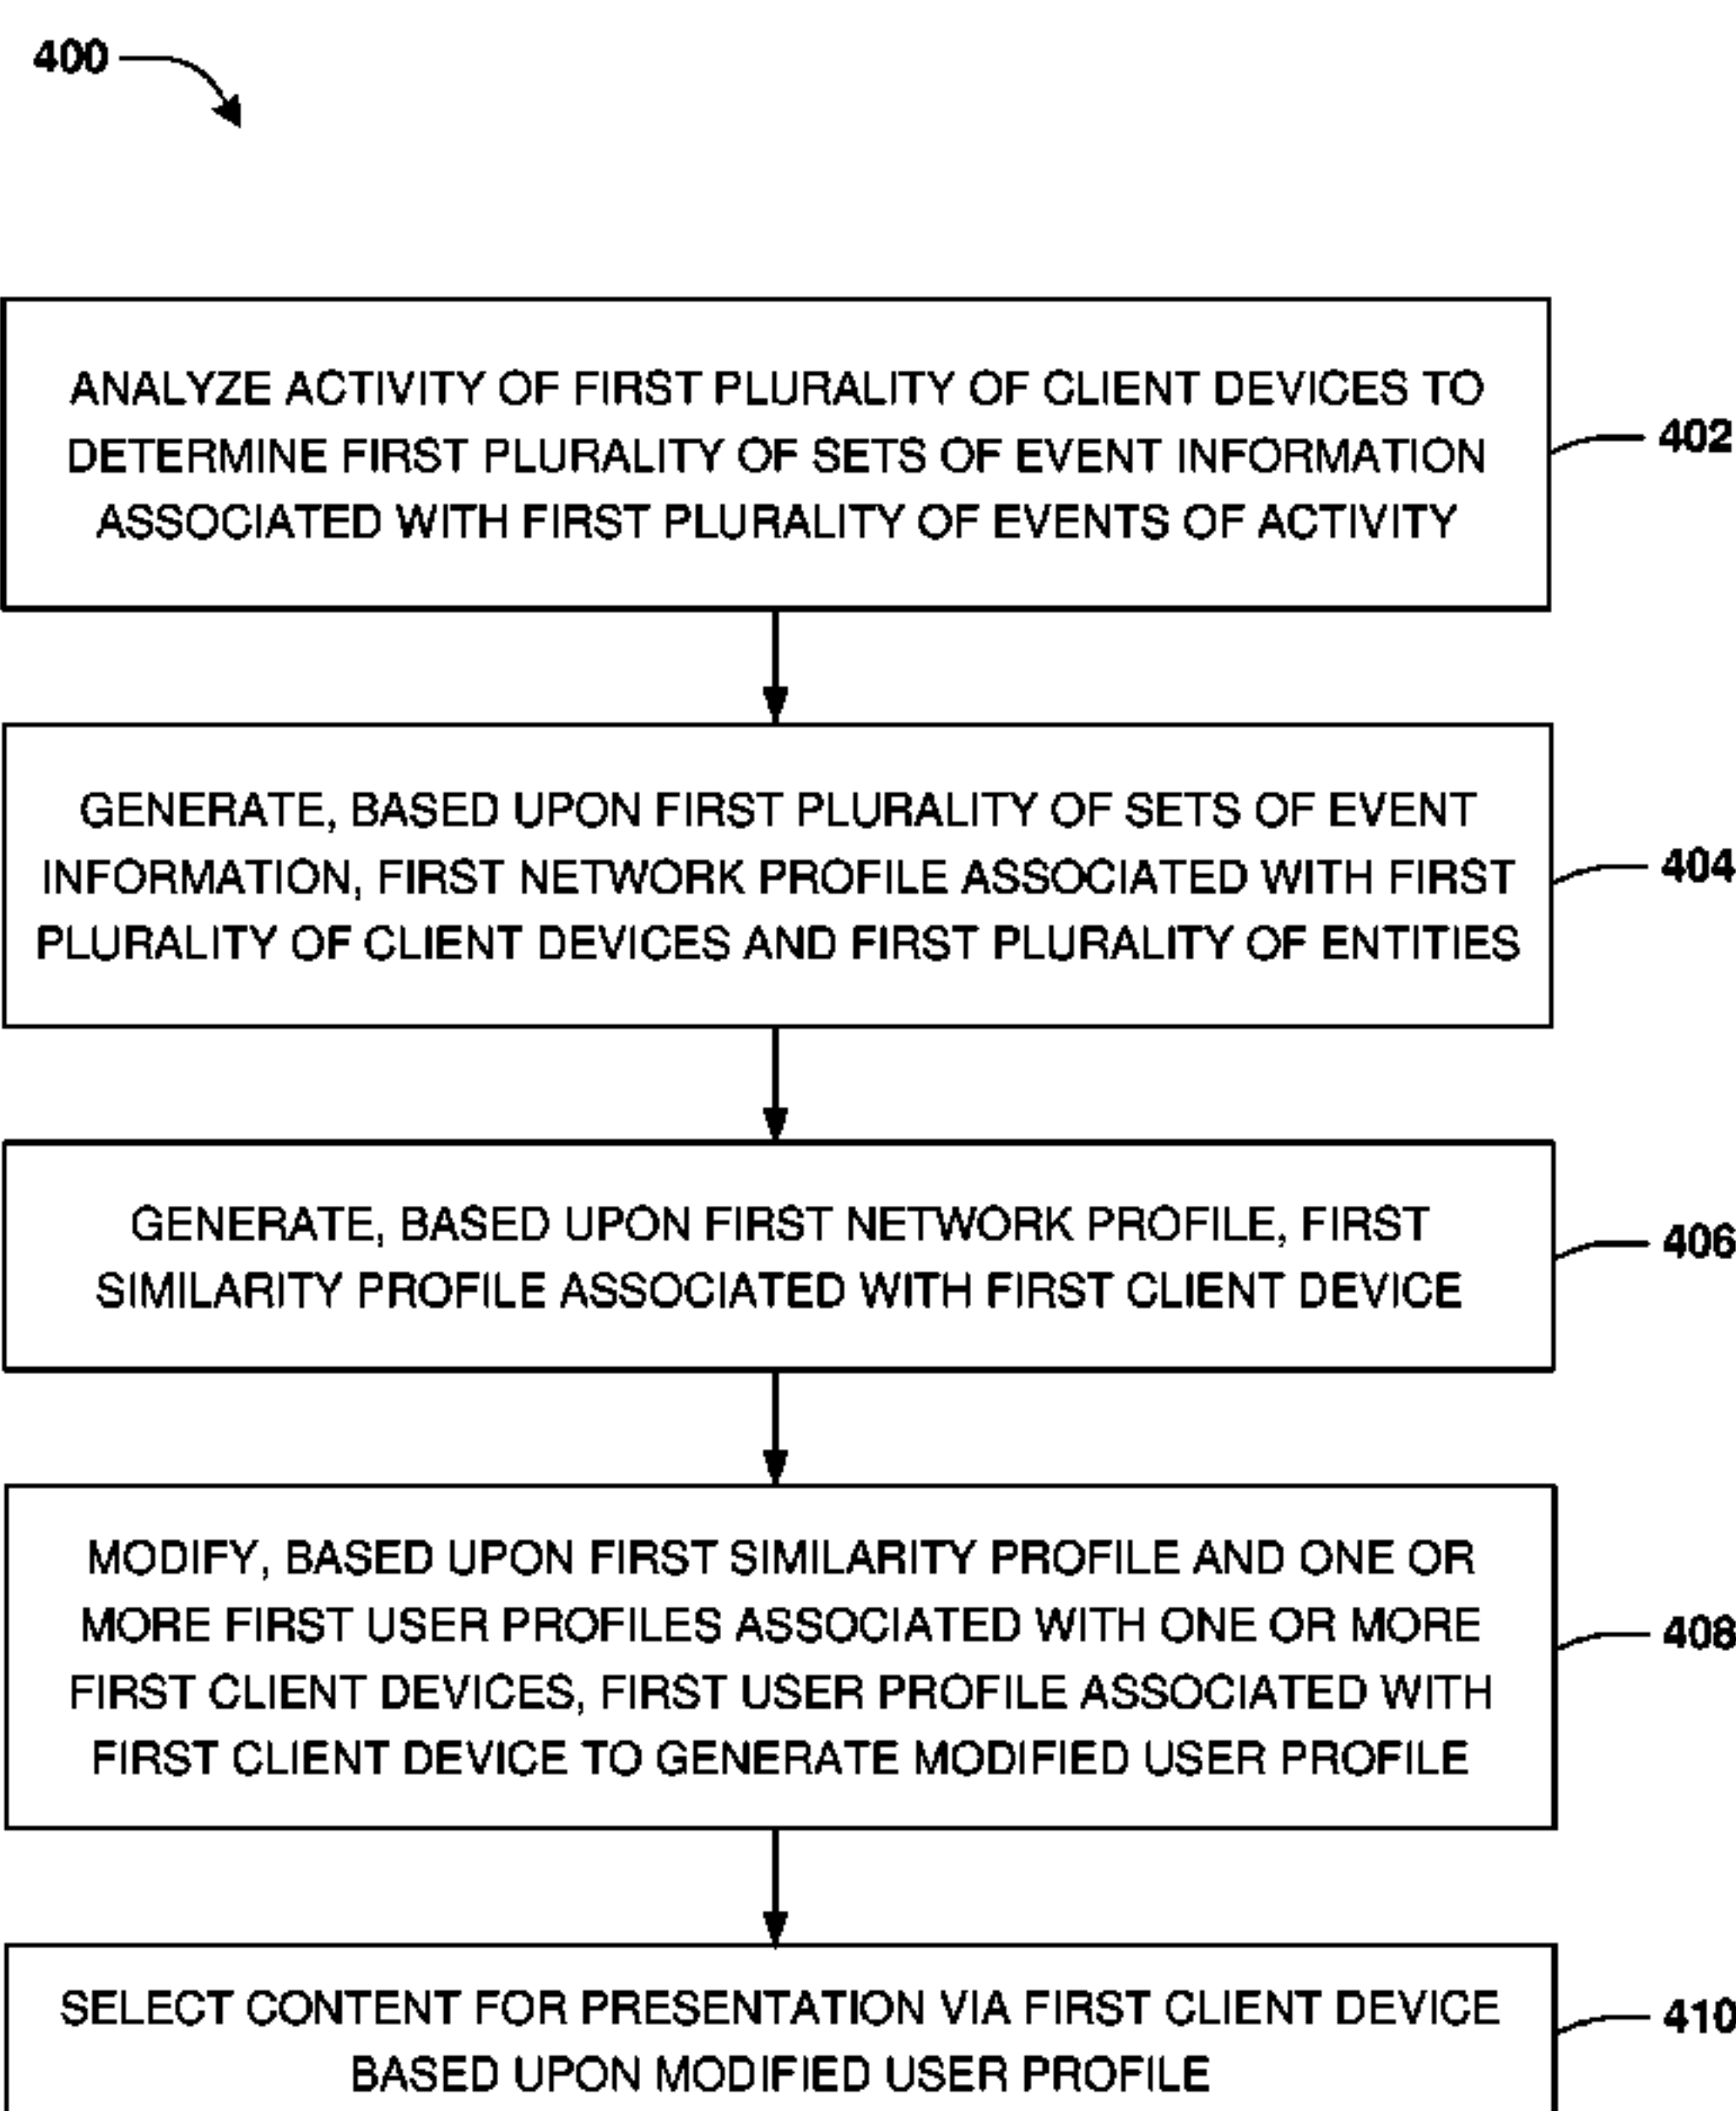 400
ANALYZE ACTIVITY OF FIRST PLURALITY OF CLIENT DEVICES TO
DETERMINE FIRST PLURALITY OF SETS OF EVENT INFORMATION
ASSOCIATED WITH FIRST PLURALITY OF EVENTS OF ACTIVITY
402
GENERATE, BASED UPON FIRST PLURALITY OF SETS OF EVENT
INFORMATION, FIRST NETWORK PROFILE ASSOCIATED WITH FIRST
PLURALITY OF CLIENT DEVICES AND FIRST PLURALITY OF ENTITIES
404
GENERATE, BASED UPON FIRST NETWORK PROFILE, FIRST
SIMILARITY PROFILE ASSOCIATED WITH FIRST CLIENT DEVICE
406
MODIFY, BASED UPON FIRST SIMILARITY PROFILE AND ONE OR
MORE FIRST USER PROFILES ASSOCIATED WITH ONE OR MORE
FIRST CLIENT DEVICES, FIRST USER PROFILE ASSOCIATED WITH
FIRST CLIENT DEVICE TO GENERATE MODIFIED USER PROFILE
408
SELECT CONTENT FOR PRESENTATION VIA FIRST CLIENT DEVICE
BASED UPON MODIFIED USER PROFILE
410